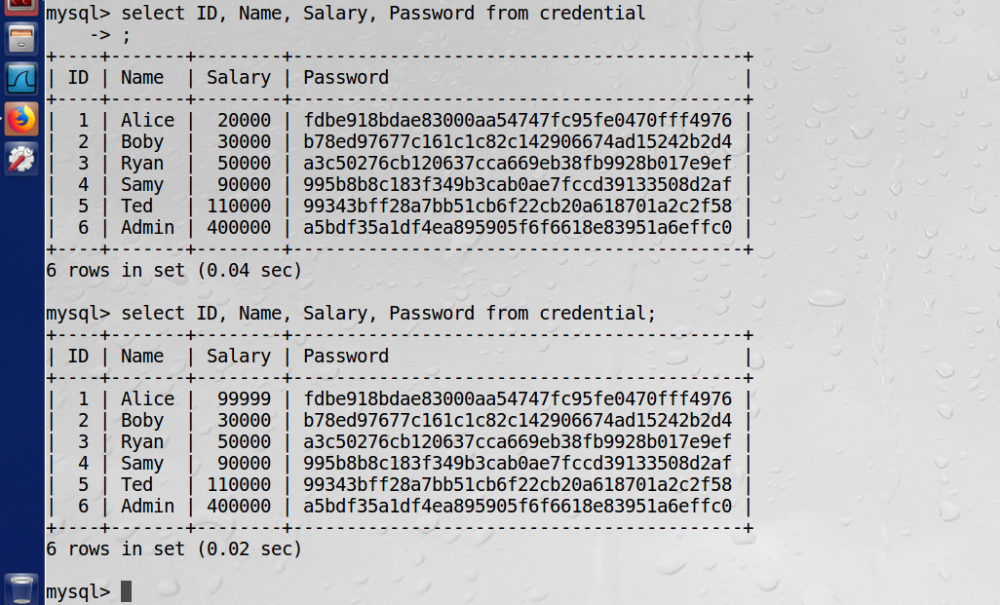 mysql> select ID, Name, Salary, Password from credential
    -> ;
+----+-------+--------+------------------------------------------+
| ID | Name  | Salary | Password                                 |
+----+-------+--------+------------------------------------------+
|  1 | Alice |  20000 | fdbe918bdae83000aa54747fc95fe0470fff4976 |
|  2 | Boby  |  30000 | b78ed97677c161c1c82c142906674ad15242b2d4 |
|  3 | Ryan  |  50000 | a3c50276cb120637cca669eb38fb9928b017e9ef |
|  4 | Samy  |  90000 | 995b8b8c183f349b3cab0ae7fccd39133508d2af |
|  5 | Ted   | 110000 | 99343bff28a7bb51cb6f22cb20a618701a2c2f58 |
|  6 | Admin | 400000 | a5bdf35a1df4ea895905f6f6618e83951a6effc0 |
+----+-------+--------+------------------------------------------+
6 rows in set (0.04 sec)

mysql> select ID, Name, Salary, Password from credential;
+----+-------+--------+------------------------------------------+
| ID | Name  | Salary | Password                                 |
+----+-------+--------+------------------------------------------+
|  1 | Alice |  99999 | fdbe918bdae83000aa54747fc95fe0470fff4976 |
|  2 | Boby  |  30000 | b78ed97677c161c1c82c142906674ad15242b2d4 |
|  3 | Ryan  |  50000 | a3c50276cb120637cca669eb38fb9928b017e9ef |
|  4 | Samy  |  90000 | 995b8b8c183f349b3cab0ae7fccd39133508d2af |
|  5 | Ted   | 110000 | 99343bff28a7bb51cb6f22cb20a618701a2c2f58 |
|  6 | Admin | 400000 | a5bdf35a1df4ea895905f6f6618e83951a6effc0 |
+----+-------+--------+------------------------------------------+
6 rows in set (0.02 sec)

mysql>